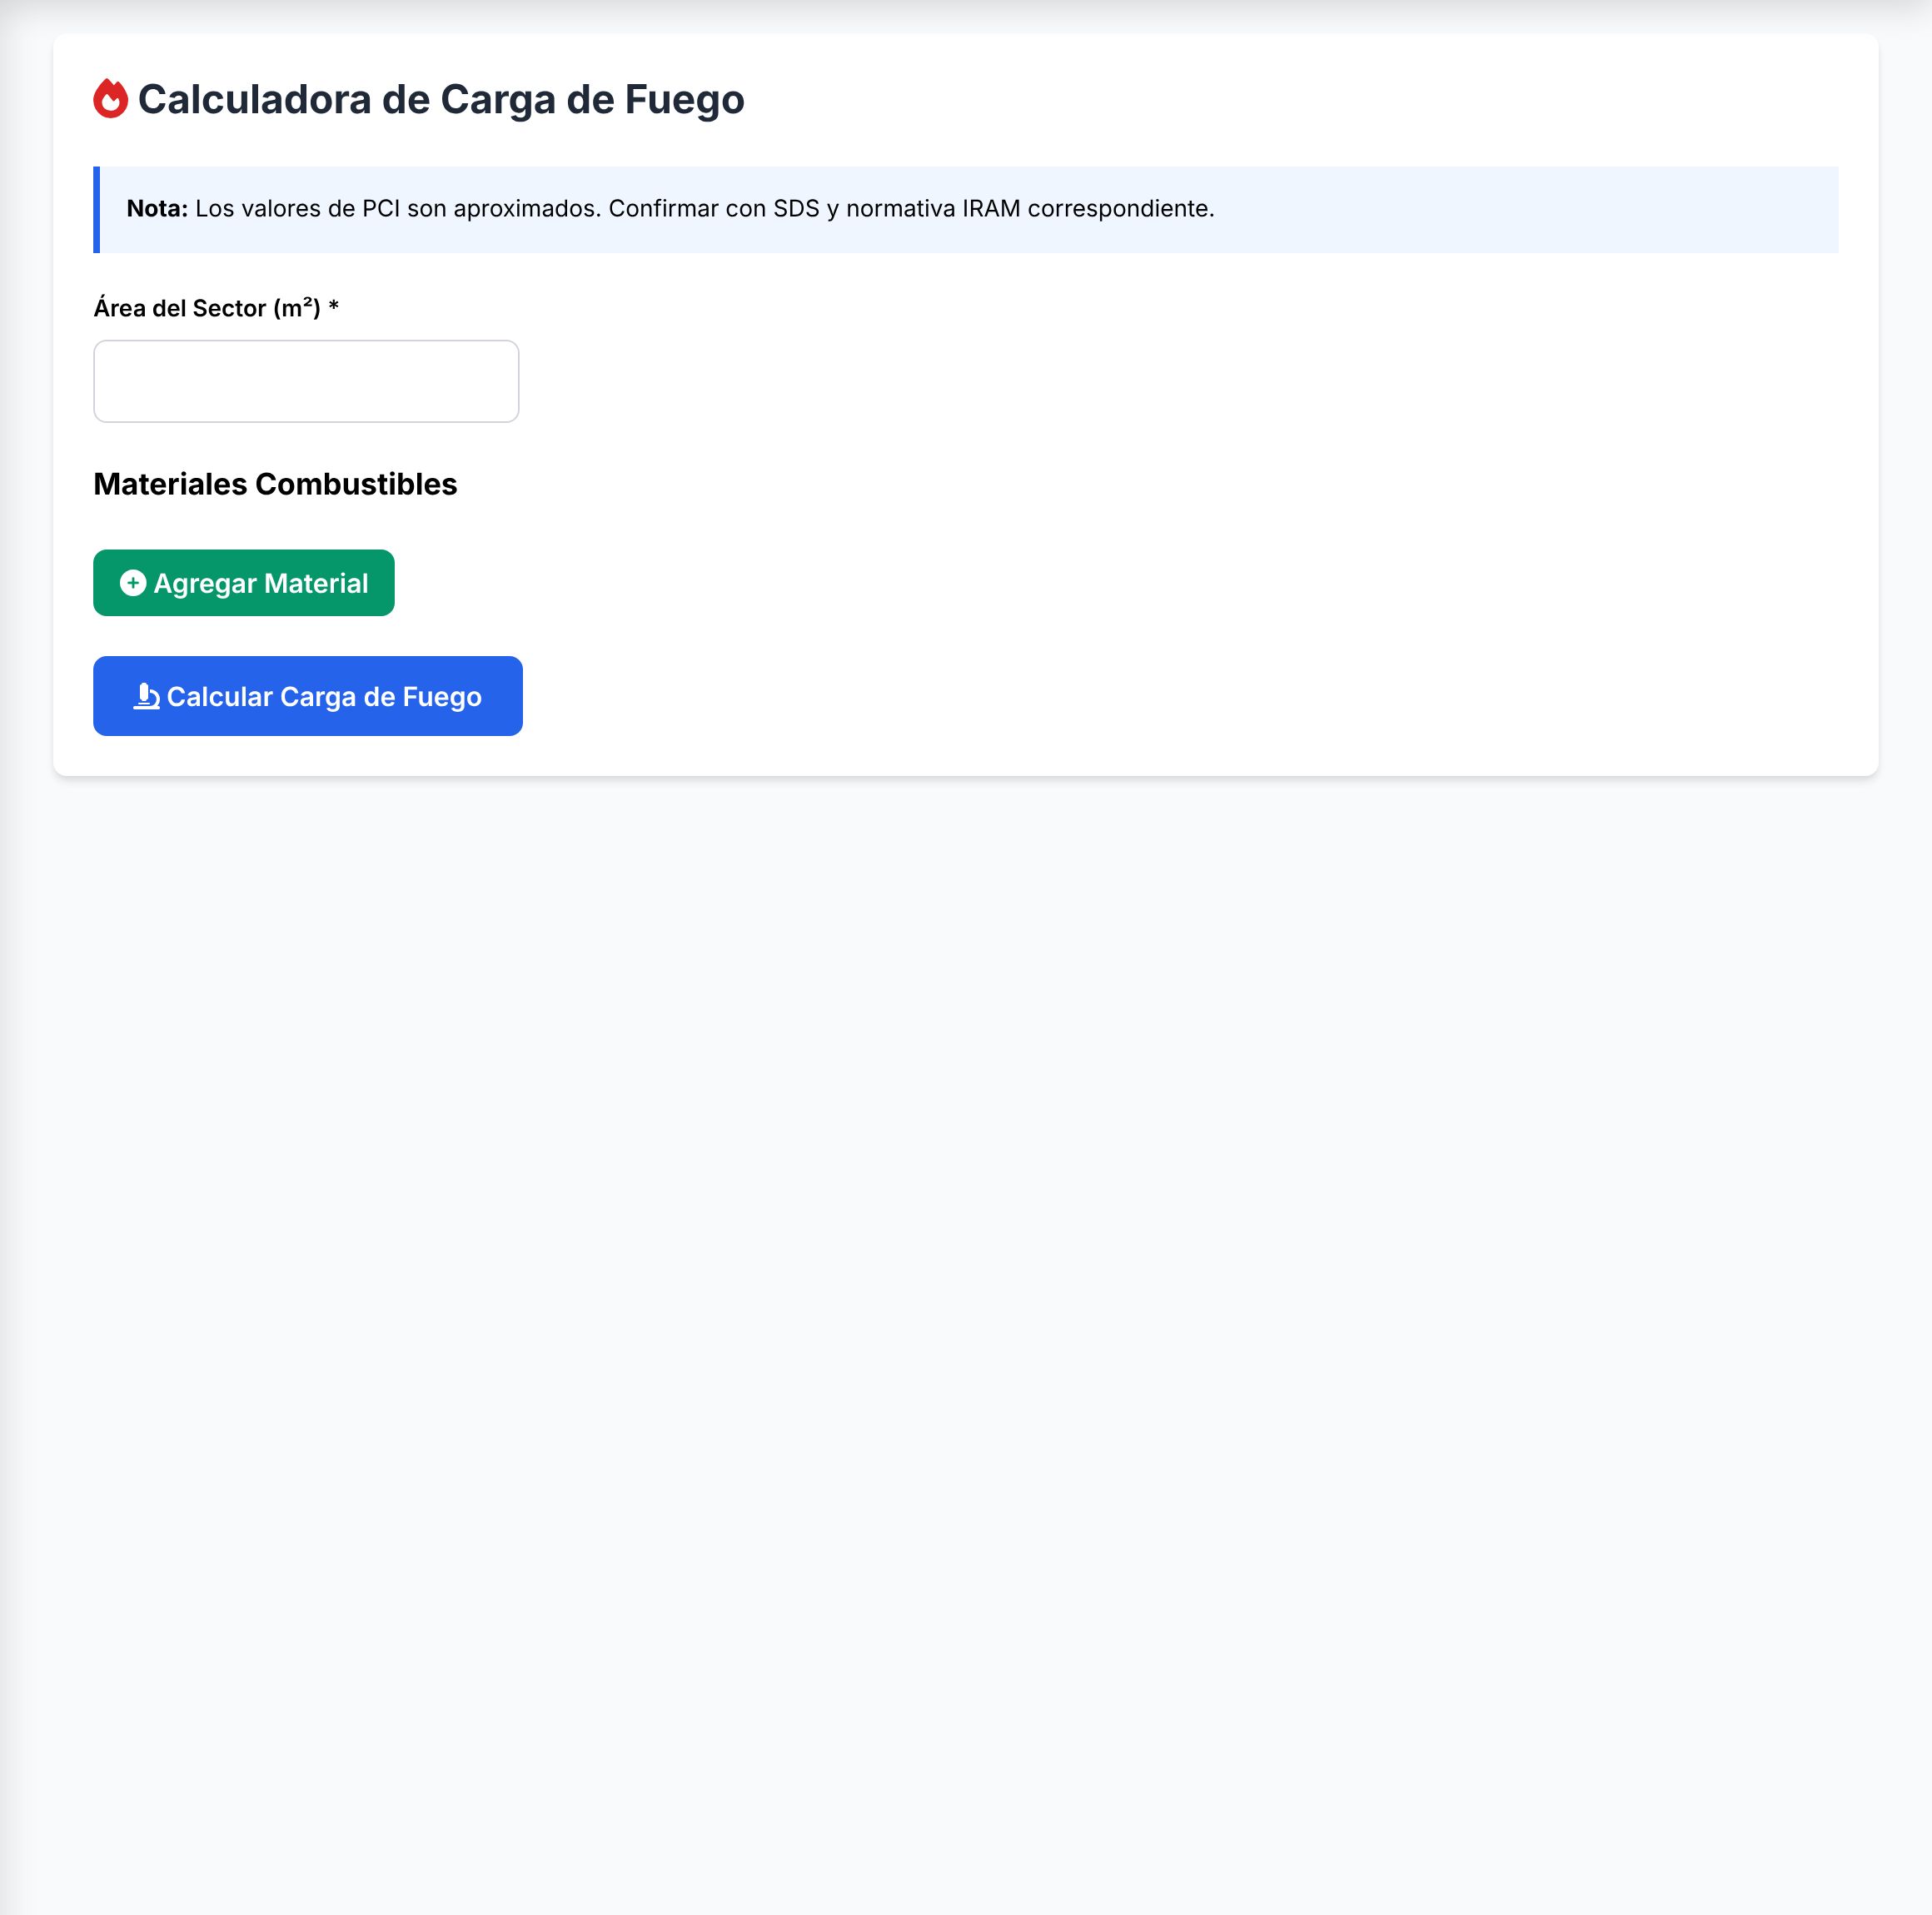 Calculadora de Carga de Fuego
Nota: Los valores de PCI son aproximados. Confirmar con SDS y normativa IRAM correspondiente.
Área del Sector (m²) *
Materiales Combustibles
Agregar Material
Calcular Carga de Fuego